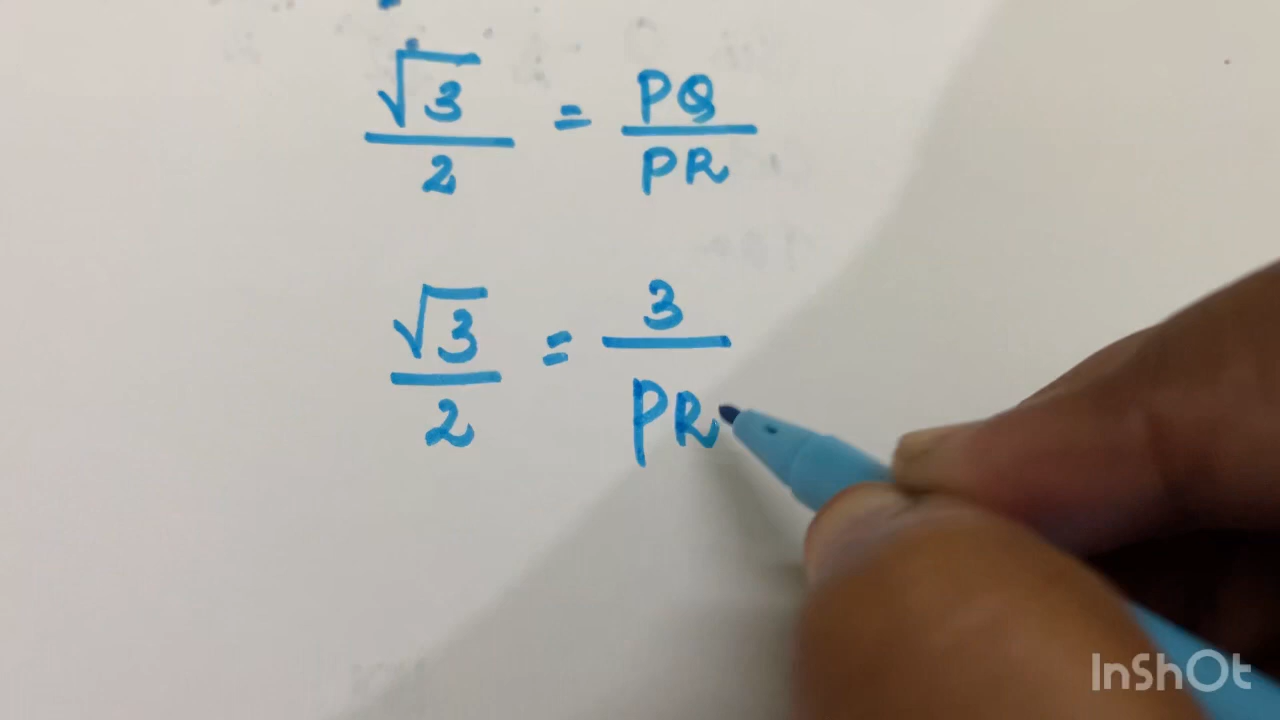 √3/2 = PQ/PR
√3/2 = 3/PR
InShOt